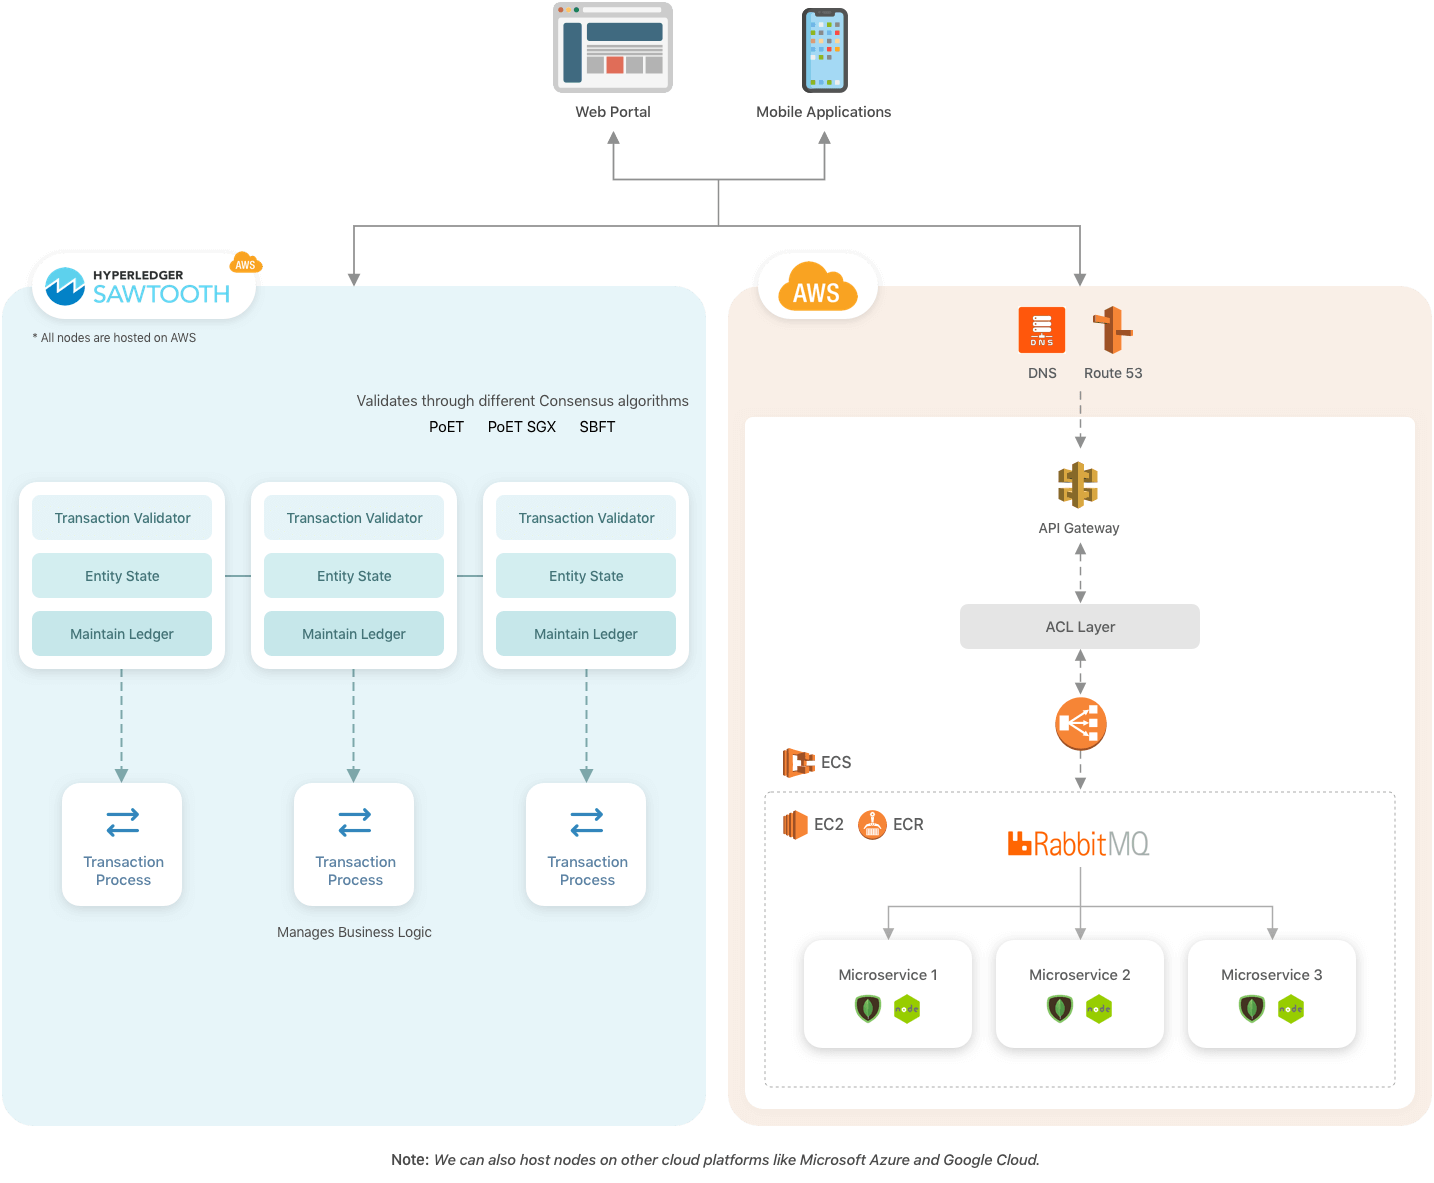 Web Portal
Mobile Applications
HYPERLEDGER
SAWTOOTH
AWS
* All nodes are hosted on AWS
Validates through different Consensus algorithms
PoET PoET SGX SBFT
Transaction Validator
Entity State
Maintain Ledger
Transaction Validator
Entity State
Maintain Ledger
Transaction Validator
Entity State
Maintain Ledger
Transaction
Process
Transaction
Process
Transaction
Process
Manages Business Logic
AWS
DNS
DNS
Route 53
API Gateway
ACL Layer
ECS
EC2
ECR
RabbitMQ
Microservice 1
node
Microservice 2
node
Microservice 3
node
Note: We can also host nodes on other cloud platforms like Microsoft Azure and Google Cloud.